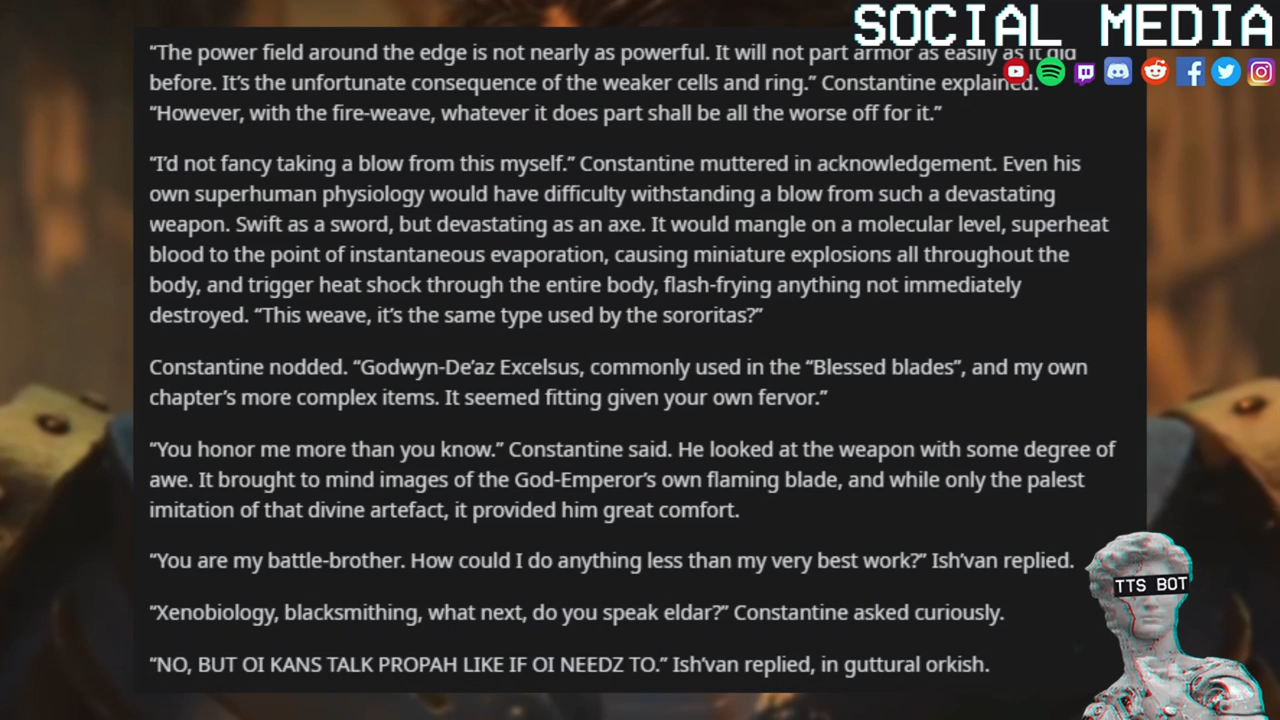 SOCIAL MEDIA
“The power field around the edge is not nearly as powerful. It will not part armor as easily as it did
before. It’s the unfortunate consequence of the weaker cells and ring.” Constantine explained.
“However, with the fire-weave, whatever it does part shall be all the worse off for it.”
“I’d not fancy taking a blow from this myself.” Constantine muttered in acknowledgement. Even his
own superhuman physiology would have difficulty withstanding a blow from such a devastating
weapon. Swift as a sword, but devastating as an axe. It would mangle on a molecular level, superheat
blood to the point of instantaneous evaporation, causing miniature explosions all throughout the
body, and trigger heat shock through the entire body, flash-frying anything not immediately
destroyed. “This weave, it’s the same type used by the sororitas?”
Constantine nodded. “Godwyn-De’az Excelsus, commonly used in the “Blessed blades”, and my own
chapter’s more complex items. It seemed fitting given your own fervor.”
“You honor me more than you know.” Constantine said. He looked at the weapon with some degree of
awe. It brought to mind images of the God-Emperor’s own flaming blade, and while only the palest
imitation of that divine artefact, it provided him great comfort.
“You are my battle-brother. How could I do anything less than my very best work?” Ish’van replied.
TTS BOT
“Xenobiology, blacksmithing, what next, do you speak eldar?” Constantine asked curiously.
“NO, BUT OI KANS TALK PROPAH LIKE IF OI NEEDZ TO.” Ish’van replied, in guttural orkish.